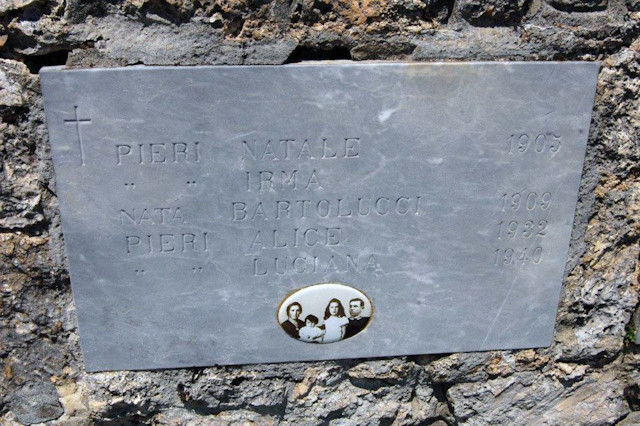 PIERI NATALE 1905
" " IRMA
NATA BARTOLUCCI 1909
PIERI ALICE 1932
" " LUCIANA 1940